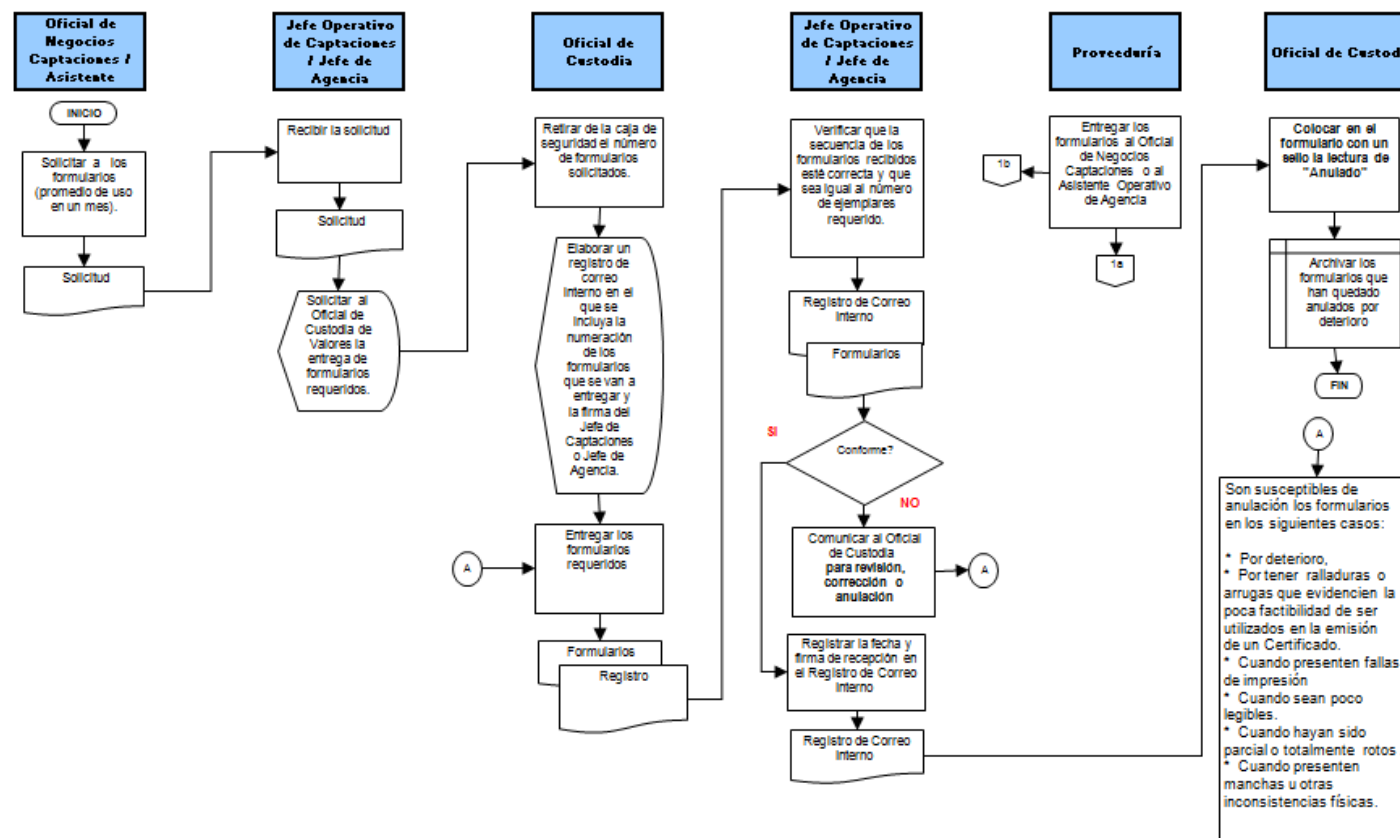 Oficial de
Negocios
Captaciones /
Asistente
INICIO
Solicitar a los
formularios
(promedio de uso
en un mes).
Solicitud
Jefe Operativo
de Captaciones
/ Jefe de
Agencia
Recibir la solicitud
Solicitud
Solicitar al
Oficial de
Custodia de
Valores la
entrega de
formularios
requeridos.
Oficial de
Custodia
Retirar de la caja de
seguridad el número
de formularios
solicitados.
Elaborar un
registro de
correo
interno en el
que se
incluya la
numeración
de los
formularios
que se van a
entregar y
la firma del
Jefe de
Captaciones
o Jefe de
Agencia.
A
Entregar los
formularios
requeridos
Formularios
Registro
Jefe Operativo
de Captaciones
/ Jefe de
Agencia
Verificar que la
secuencia de los
formularios recibidos
esté correcta y que
sea igual al número
de ejemplares
requerido.
Registro de Correo
Interno
Formularios
SI
Conforme?
NO
Comunicar al Oficial
de Custodia
para revisión,
corrección o
anulación
A
Registrar la fecha y
firma de recepción en
el Registro de Correo
Interno
Registro de Correo
Interno
Proveeduría
Entregar los
formularios al Oficial
de Negocios
Captaciones o al
Asistente Operativo
de Agencia
1b
1a
Oficial de Custod
Colocar en el
formulario con un
sello la lectura de
"Anulado"
Archivar los
formularios que
han quedado
anulados por
deterioro
FIN
A
Son susceptibles de
anulación los formularios
en los siguientes casos:
* Por deterioro,
* Por tener ralladuras o
arrugas que evidencien la
poca factibilidad de ser
utilizados en la emisión
de un Certificado.
* Cuando presenten fallas
de impresión
* Cuando sean poco
legibles.
* Cuando hayan sido
parcial o totalmente rotos
* Cuando presenten
manchas u otras
inconsistencias físicas.